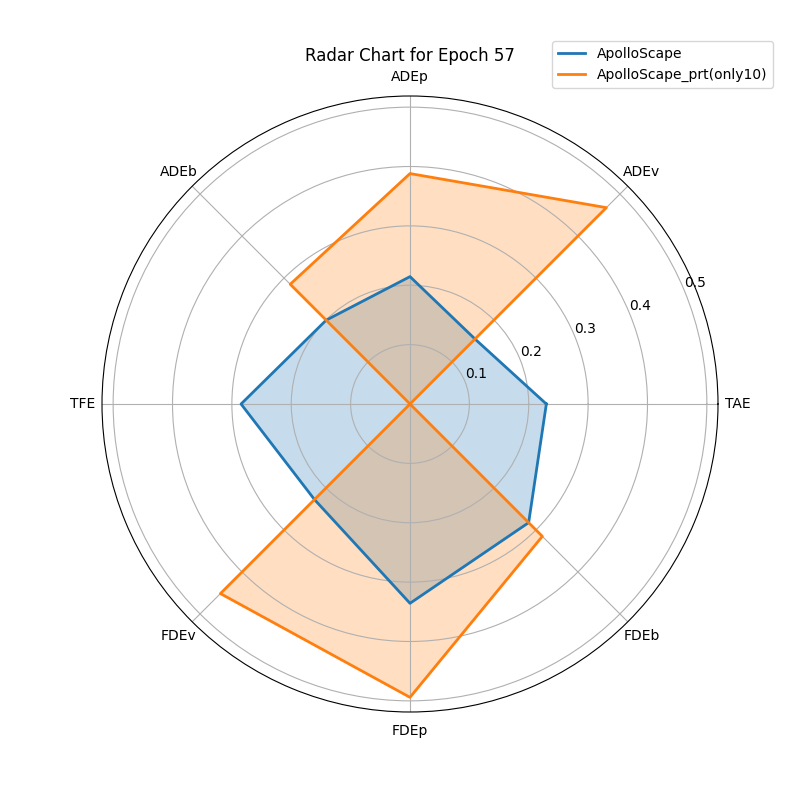 Radar Chart for Epoch 57
ApolloScape
ApolloScape_prt(only10)
ADEp
ADEb
ADEv
0.5
0.4
0.3
0.2
0.1
TFE
TAE
FDEv
FDEb
FDEp